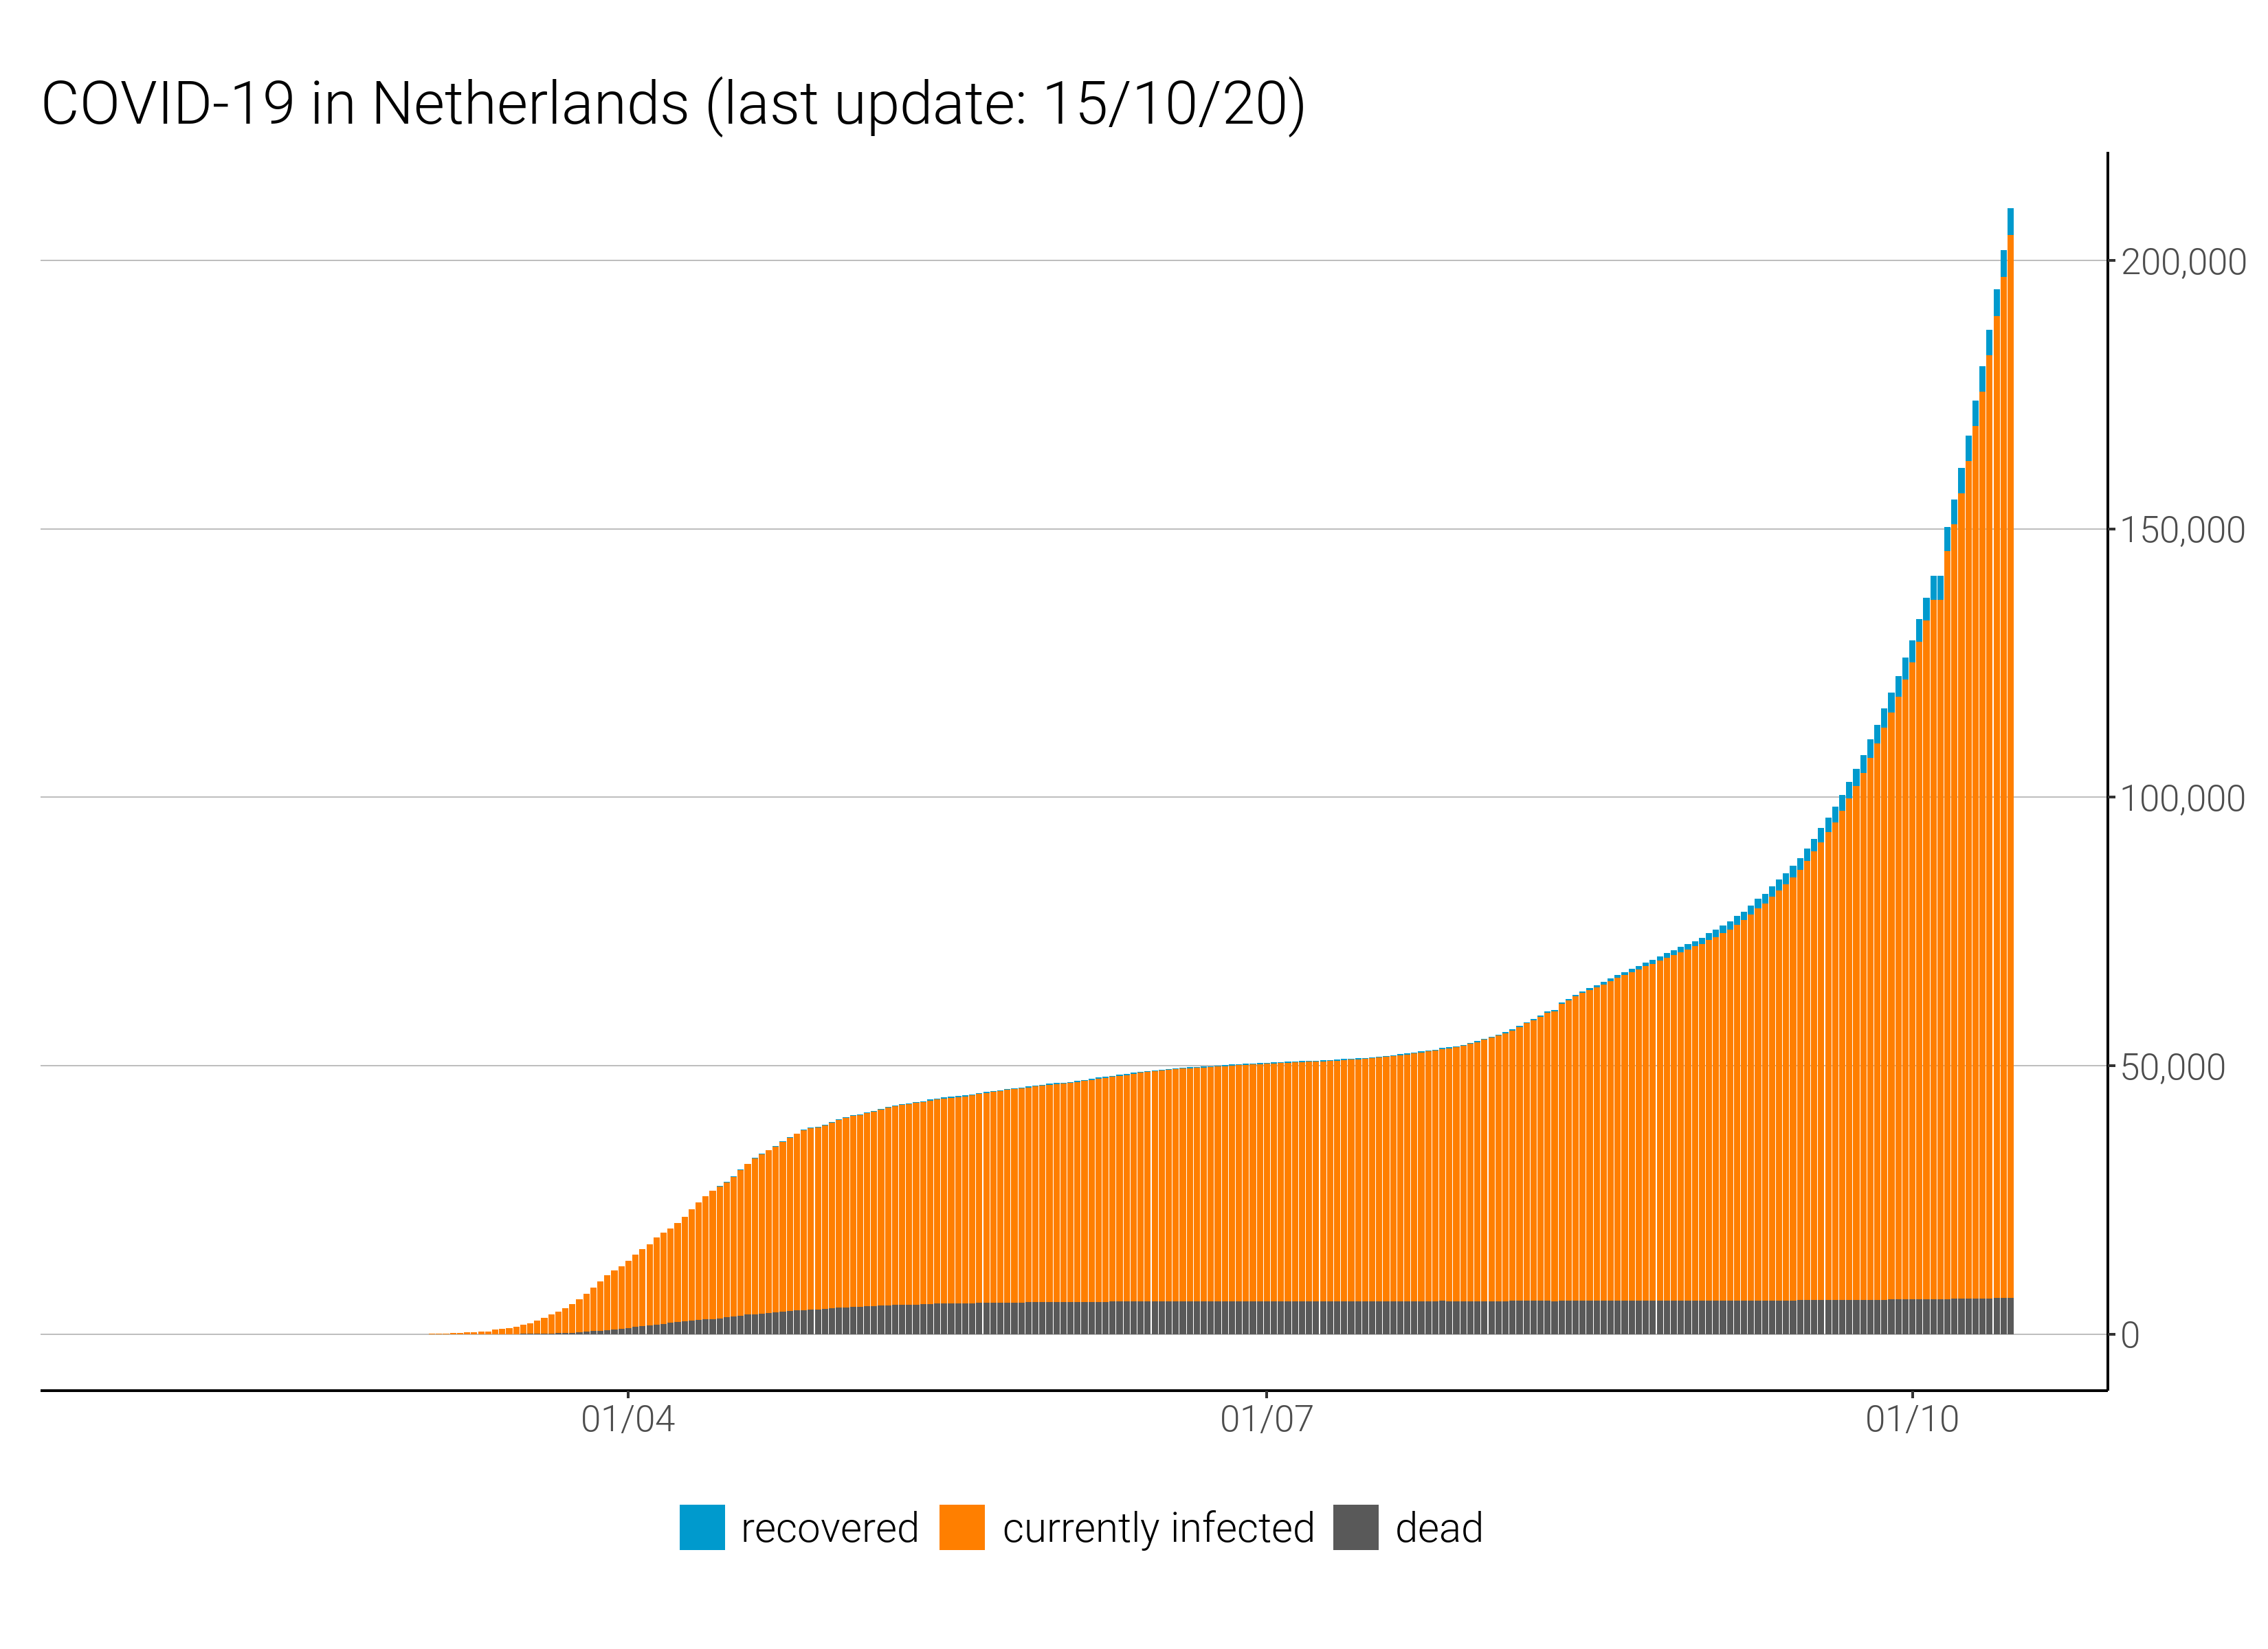 COVID-19 in Netherlands (last update: 15/10/20)
200,000
150,000
100,000
50,000
0
01/04 01/07 01/10
recovered currently infected dead